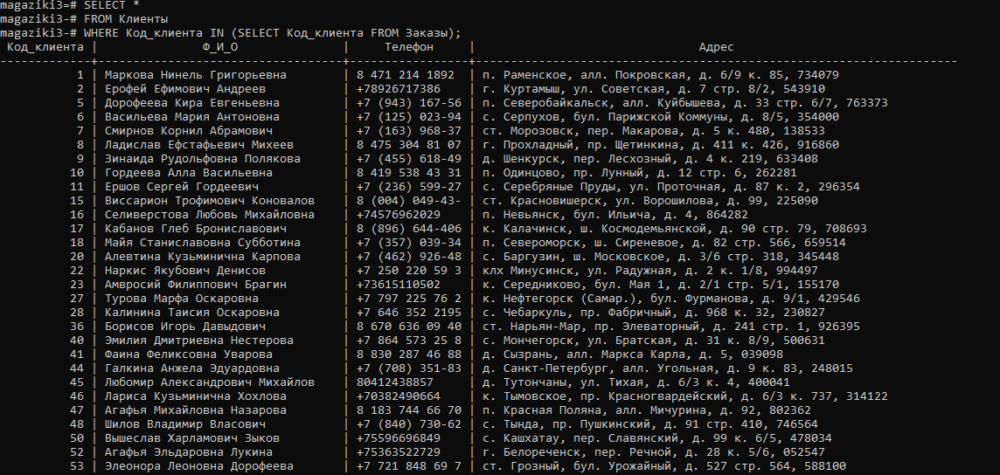 magaziki3=# SELECT *
magaziki3-# FROM Клиенты
magaziki3-# WHERE Код_клиента IN (SELECT Код_клиента FROM Заказы);
Код_клиента | Ф_И_О | Телефон | Адрес
1 | Маркова Нинель Григорьевна | 8 471 214 1892 | п. Раменское, алл. Покровская, д. 6/9 к. 85, 734079
2 | Ерофей Ефимович Андреев | +78926717386 | г. Куртамыш, ул. Советская, д. 7 стр. 8/2, 543910
5 | Дорофеева Кира Евгеньевна | +7 (943) 167-56 | п. Северобайкальск, алл. Куйбышева, д. 33 стр. 6/7, 763373
6 | Васильева Мария Антоновна | +7 (125) 023-94 | с. Серпухов, бул. Парижской Коммуны, д. 8/5, 354000
7 | Смирнов Корнил Абрамович | +7 (163) 968-37 | ст. Морозовск, пер. Макарова, д. 5 к. 480, 138533
8 | Ладислав Ефстафьевич Михеев | 8 475 304 81 07 | г. Прохладный, пр. Щетинкина, д. 411 к. 426, 916860
9 | Зинаида Рудольфовна Полякова | +7 (455) 618-49 | д. Шенкурск, пер. Лесхозный, д. 4 к. 219, 633408
10 | Гордеева Алла Васильевна | 8 419 538 43 31 | п. Одинцово, пр. Лунный, д. 12 стр. 6, 262281
11 | Ершов Сергей Гордеевич | +7 (236) 599-27 | с. Серебряные Пруды, ул. Проточная, д. 87 к. 2, 296354
15 | Виссарион Трофимович Коновалов | 8 (004) 049-43- | ст. Красновишерск, ул. Ворошилова, д. 99, 225090
16 | Селиверстова Любовь Михайловна | +74576962029 | п. Невьянск, бул. Ильича, д. 4, 864282
17 | Кабанов Глеб Брониславович | 8 (896) 644-406 | к. Калачинск, ш. Космодемьянской, д. 90 стр. 79, 708693
18 | Майя Станиславовна Субботина | +7 (357) 039-34 | п. Североморск, ш. Сиреневое, д. 82 стр. 566, 659514
20 | Алевтина Кузьминична Карпова | +7 (462) 926-48 | с. Баргузин, ш. Московское, д. 3/6 стр. 318, 345448
22 | Наркис Якубович Денисов | +7 250 220 59 3 | клх Минусинск, ул. Радужная, д. 2 к. 1/8, 994497
23 | Амвросий Филиппович Брагин | +73615110502 | к. Середниково, бул. Мая 1, д. 2/1 стр. 5/1, 155170
27 | Турова Марфа Оскаровна | +7 797 225 76 2 | к. Нефтегорск (Самар.), бул. Фурманова, д. 9/1, 429546
28 | Калинина Таисия Оскаровна | +7 646 352 2195 | с. Чебаркуль, пр. Фабричный, д. 968 к. 32, 230827
36 | Борисов Игорь Давыдович | 8 670 636 09 40 | ст. Нарьян-Мар, пр. Элеваторный, д. 241 стр. 1, 926395
40 | Эмилия Дмитриевна Нестерова | +7 864 573 25 8 | с. Мончегорск, ул. Братская, д. 31 к. 8/9, 500631
41 | Фаина Феликсовна Уварова | 8 830 287 46 88 | д. Сызрань, алл. Маркса Карла, д. 5, 039098
44 | Галкина Анжела Эдуардовна | +7 (708) 351-83 | д. Санкт-Петербург, алл. Угольная, д. 9 к. 83, 248015
45 | Любомир Александрович Михайлов | 80412438857 | д. Тутончаны, ул. Тихая, д. 6/3 к. 4, 400041
46 | Лариса Кузьминична Хохлова | +70382490664 | к. Тымовское, пр. Красногвардейский, д. 6/3 к. 737, 314122
47 | Агафья Михайловна Назарова | 8 183 744 66 70 | п. Красная Поляна, алл. Мичурина, д. 92, 802362
48 | Шилов Владимир Власович | +7 (840) 730-62 | с. Тында, пр. Пушкинский, д. 91 стр. 410, 746564
50 | Вышеслав Харламович Зыков | +75596696849 | с. Кашхатау, пер. Славянский, д. 99 к. 6/5, 478034
52 | Агафья Эльдаровна Лукина | +75363522729 | г. Белореченск, пер. Речной, д. 28 к. 5/6, 052547
53 | Элеонора Леоновна Дорофеева | +7 721 848 69 7 | ст. Грозный, бул. Урожайный, д. 527 стр. 564, 588100